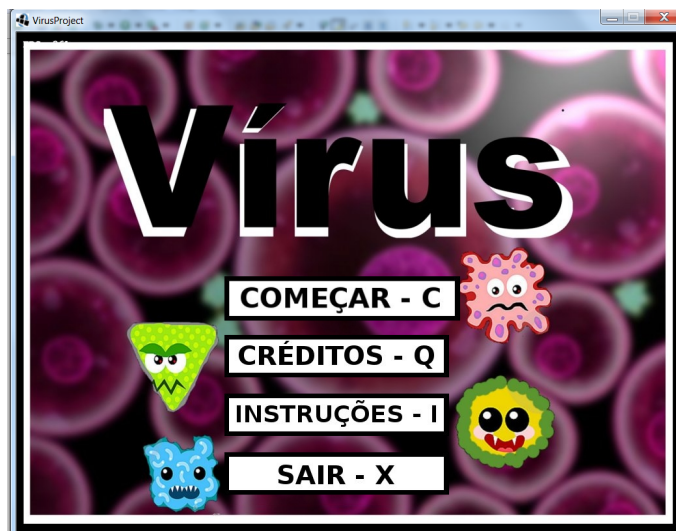 VirusProject
Vírus
COMEÇAR - C
CRÉDITOS - Q
INSTRUÇÕES - I
SAIR - X